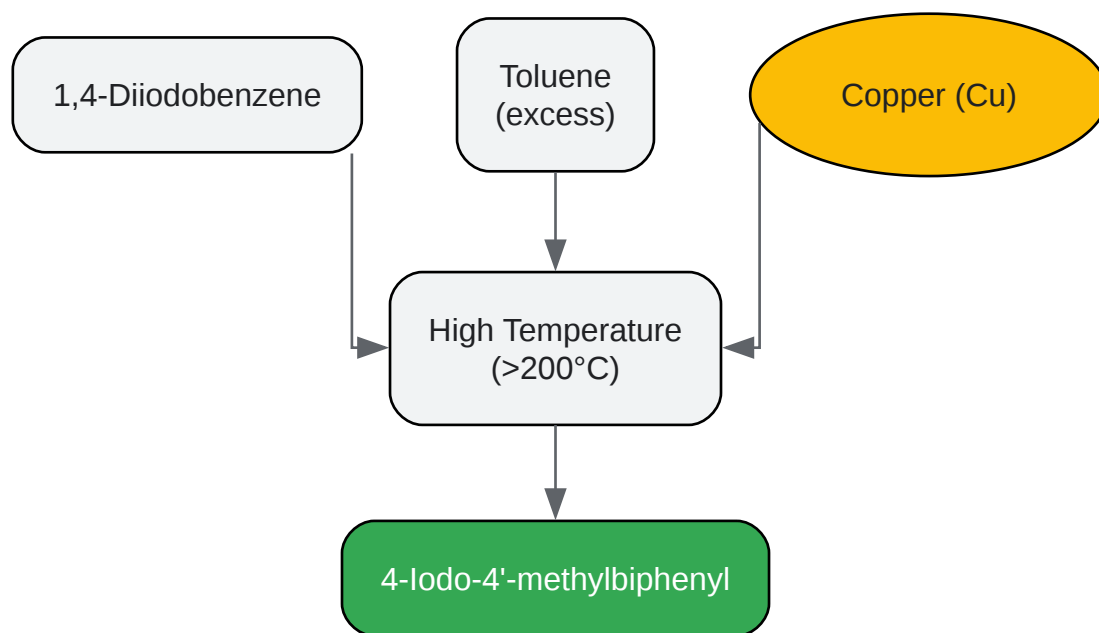 1,4-Diiodobenzene
Toluene
(excess)
Copper (Cu)
High Temperature
(>200°C)
4-Iodo-4'-methylbiphenyl